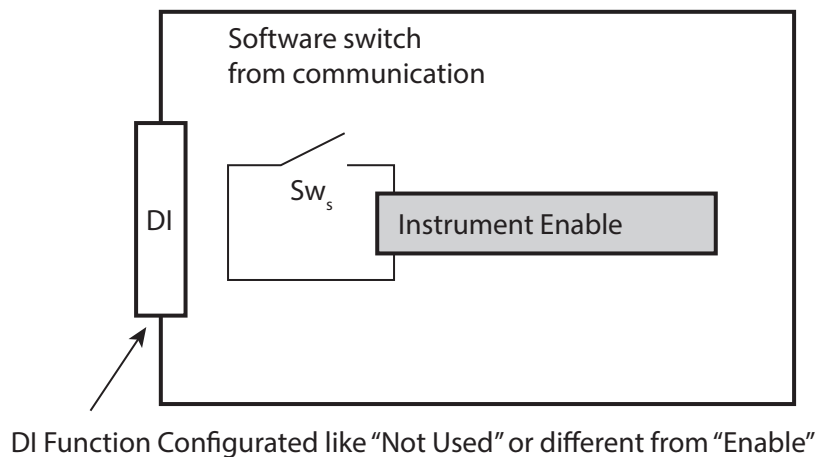 Software switch
from communication
Sws
DI
Instrument Enable
DI Function Configurated like “Not Used” or different from “Enable”